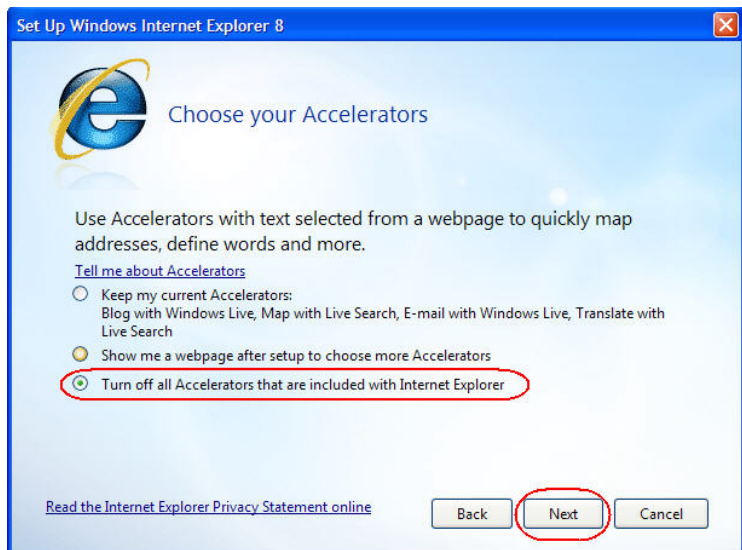 Set Up Windows Internet Explorer 8
Choose your Accelerators
Use Accelerators with text selected from a webpage to quickly map
addresses, define words and more.
Tell me about Accelerators
Keep my current Accelerators:
Blog with Windows Live, Map with Live Search, E-mail with Windows Live, Translate with
Live Search
Show me a webpage after setup to choose more Accelerators
Turn off all Accelerators that are included with Internet Explorer
Read the Internet Explorer Privacy Statement online
Back
Next
Cancel